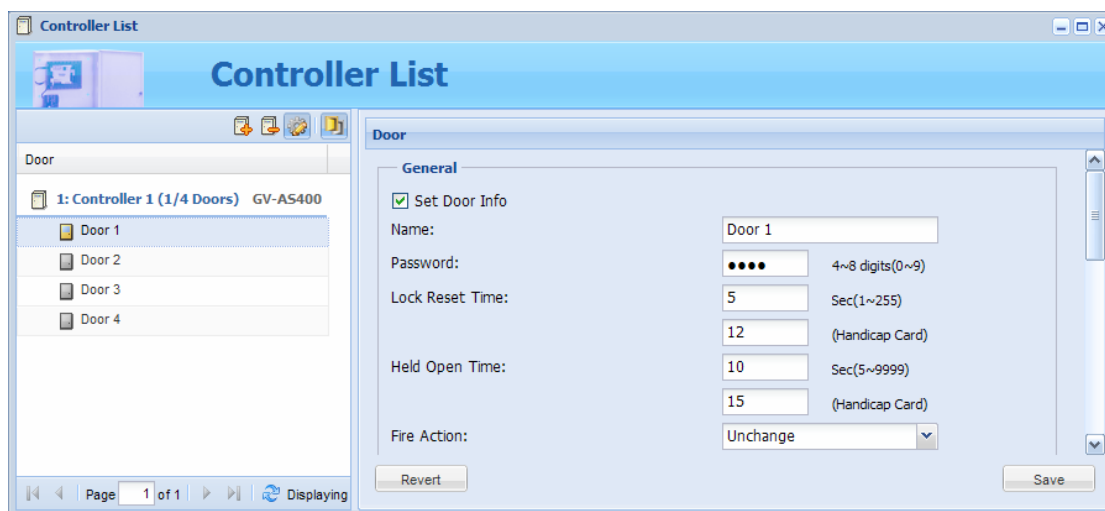 Controller List
Controller List
Door
Door
General
1: Controller 1 (1/4 Doors) GV-AS400
Set Door Info
Door 1
Name: Door 1
Door 2
Password: •••• 4~8 digits(0~9)
Door 3
Lock Reset Time: 5 Sec(1~255)
Door 4
12 (Handicap Card)
Held Open Time: 10 Sec(5~9999)
15 (Handicap Card)
Fire Action: Unchange
Revert Save
Page 1 of 1 Displaying